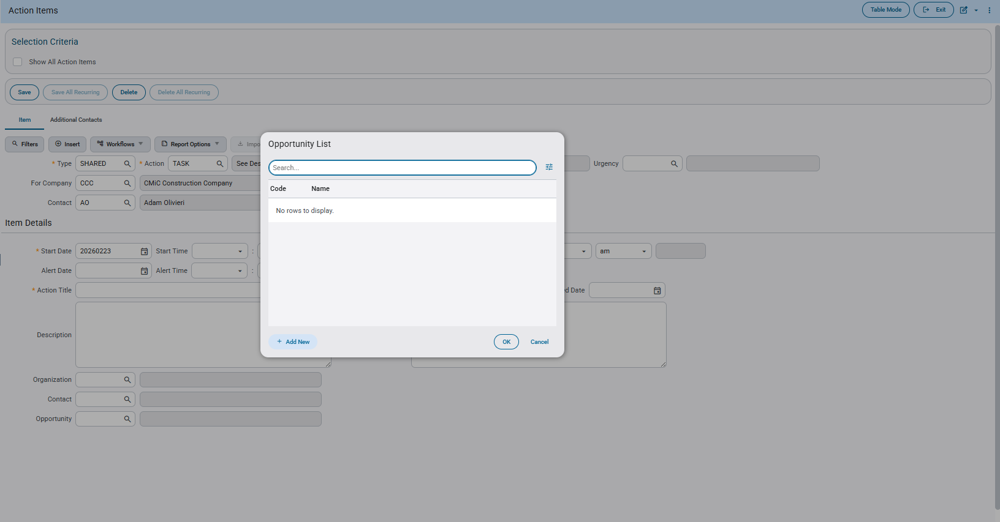 Action Items
Table Mode
Exit
Selection Criteria
Show All Action Items
Save
Save All Recurring
Delete
Delete All Recurring
Item
Additional Contacts
Filters
Insert
Workflows
Report Options
Impo
* Type SHARED
* Action TASK
See Des
Urgency
For Company CCC
CMiC Construction Company
Contact AO
Adam Olivieri
Item Details
* Start Date 20260223
Start Time :
am
Alert Date
Alert Time :
* Action Title
d Date
Description
Organization
Contact
Opportunity
Opportunity List
Search...
Code Name
No rows to display.
+ Add New
OK
Cancel